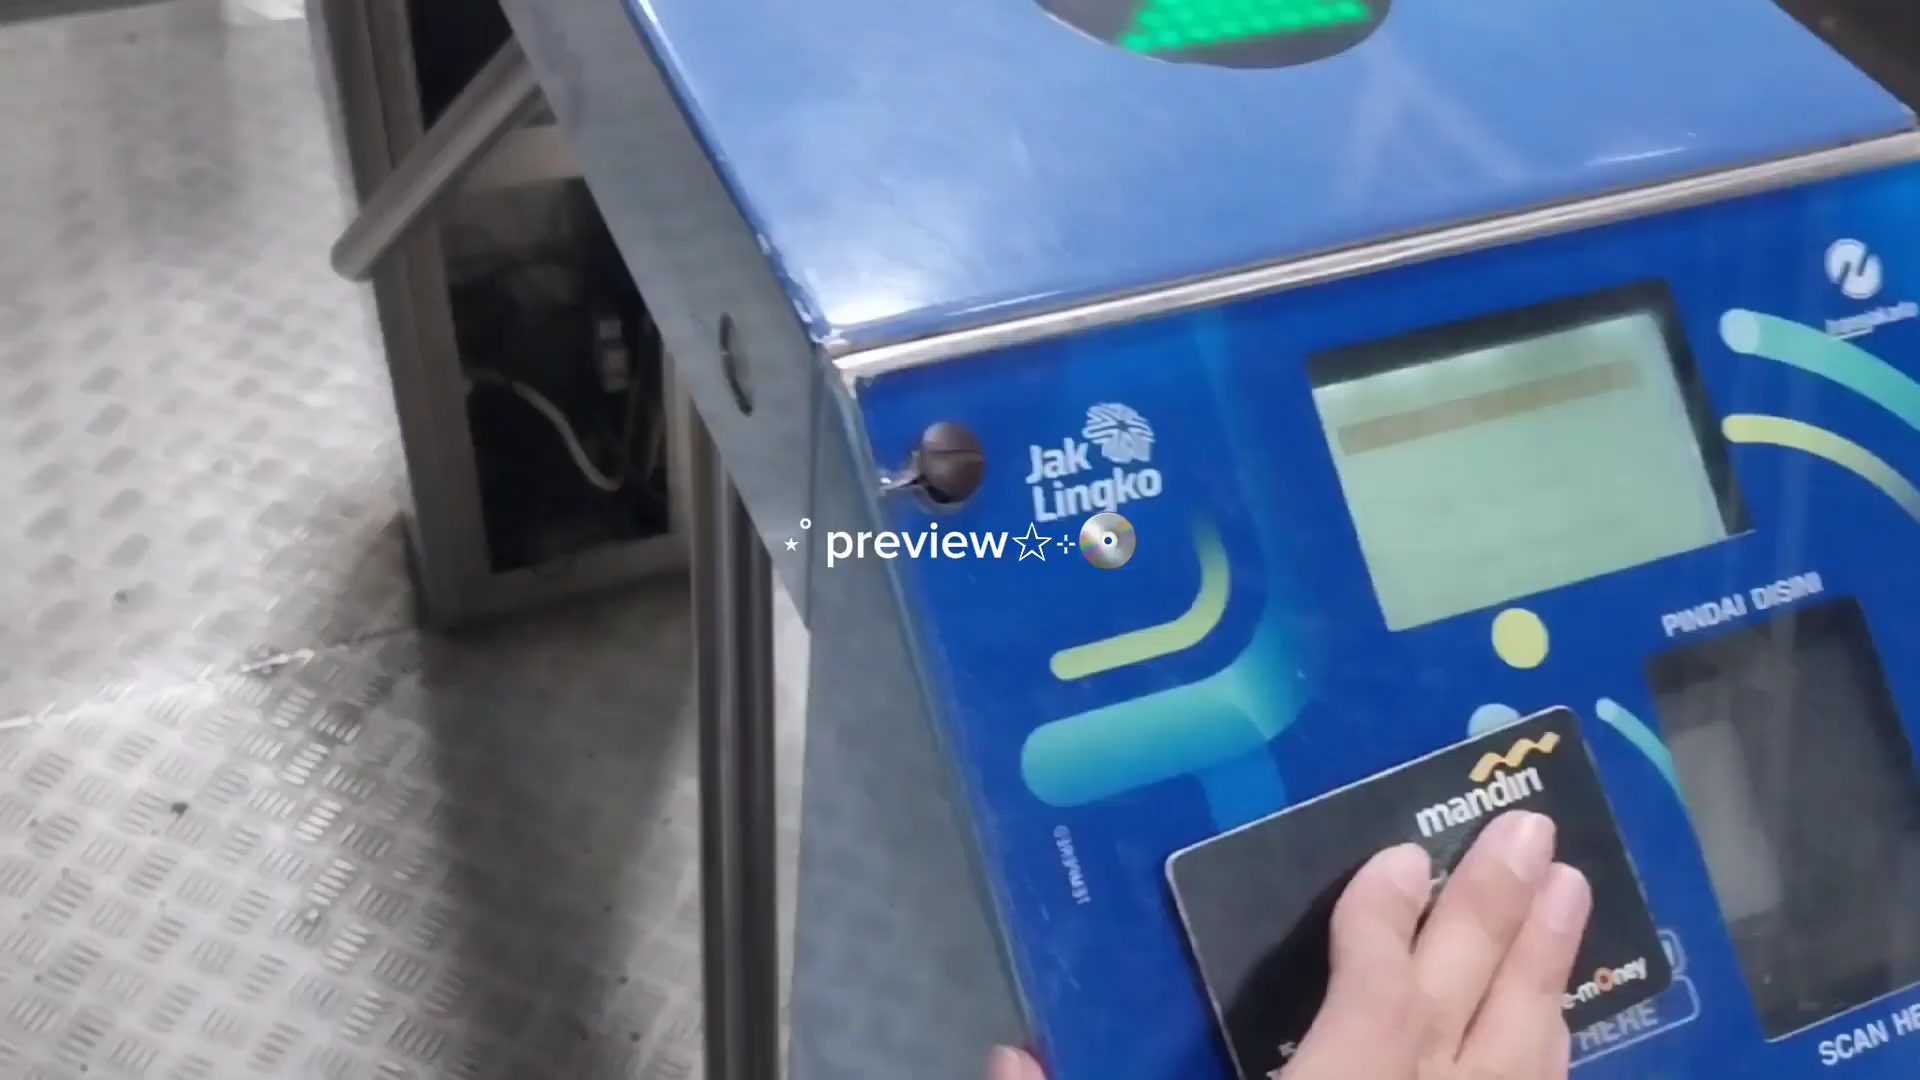 Jak
Lingko
preview☆
PINDAI DISINI
mandiri
e-money
HERE
SCAN HE